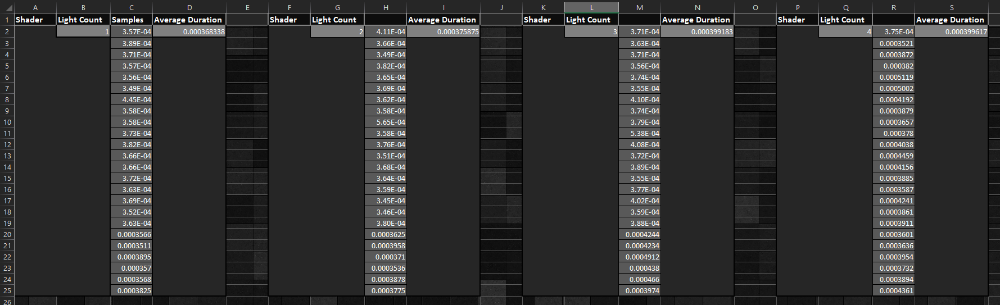 A B C D E F G H I J K L M N O P Q R S
1 Shader Light Count Samples Average Duration Shader Light Count Average Duration Shader Light Count Average Duration Shader Light Count Average Duration
2 1 3.57E-04 0.000368338 2 4.11E-04 0.000375875 3 3.71E-04 0.000399183 4 3.75E-04 0.000399617
3 3.89E-04 3.66E-04 3.63E-04 0.0003521
4 3.71E-04 3.49E-04 3.71E-04 0.0003872
5 3.57E-04 3.82E-04 3.56E-04 0.000382
6 3.56E-04 3.65E-04 3.74E-04 0.0005119
7 3.49E-04 3.69E-04 3.55E-04 0.0005002
8 4.45E-04 3.62E-04 4.10E-04 0.0004192
9 3.58E-04 3.58E-04 3.74E-04 0.0003879
10 3.58E-04 5.65E-04 3.79E-04 0.0003657
11 3.73E-04 3.58E-04 5.38E-04 0.000378
12 3.82E-04 3.76E-04 4.08E-04 0.0004038
13 3.66E-04 3.51E-04 3.72E-04 0.0004459
14 3.66E-04 3.68E-04 3.89E-04 0.0004156
15 3.72E-04 3.64E-04 3.55E-04 0.0003885
16 3.63E-04 3.59E-04 3.77E-04 0.0003587
17 3.69E-04 3.45E-04 4.02E-04 0.0004241
18 3.52E-04 3.46E-04 3.59E-04 0.0003861
19 3.63E-04 3.80E-04 3.88E-04 0.0003911
20 0.0003566 0.0003625 0.0004244 0.0003601
21 0.0003511 0.0003958 0.0004234 0.0003636
22 0.0003895 0.000371 0.0004912 0.0003954
23 0.000357 0.0003536 0.000438 0.0003732
24 0.0003568 0.0003878 0.000466 0.0003894
25 0.0003825 0.0003775 0.0003974 0.0004361
26